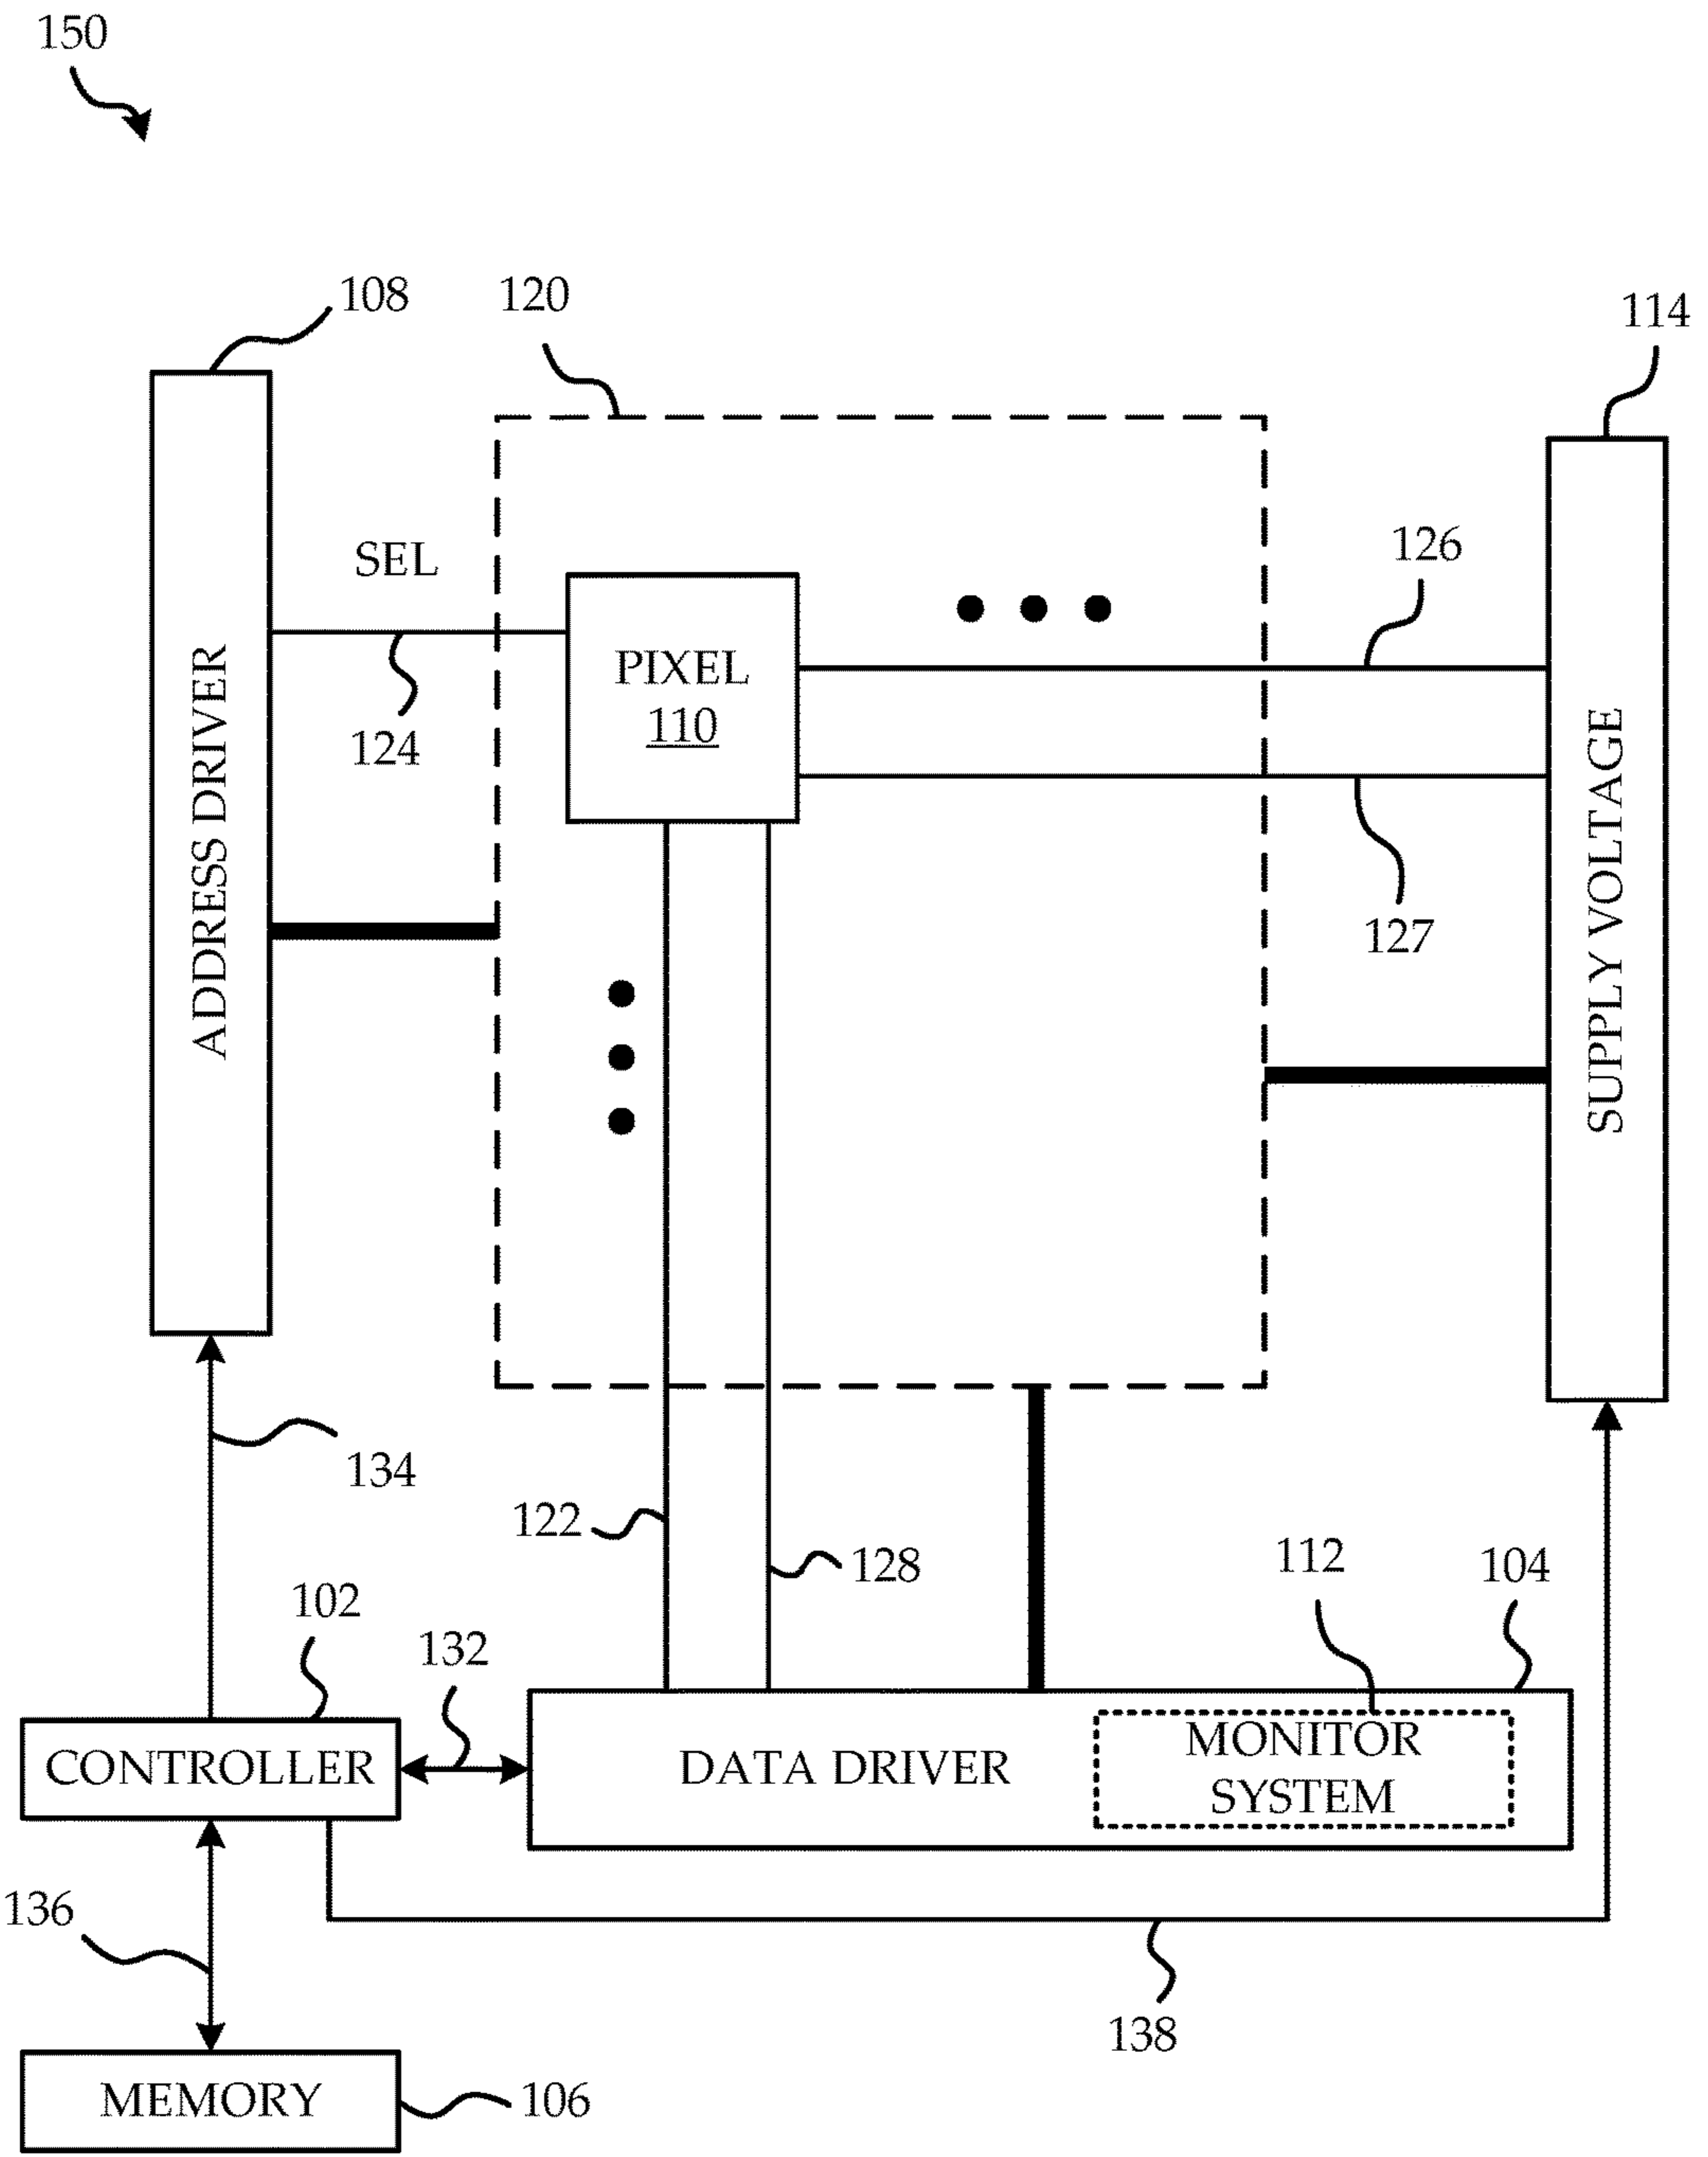 150
108
120
114
SEL
126
PIXEL
110
124
ADDRESS DRIVER
SUPPLY VOLTAGE
127
134
122
128
112
104
102
132
CONTROLLER
DATA DRIVER
MONITOR
SYSTEM
136
138
MEMORY
106